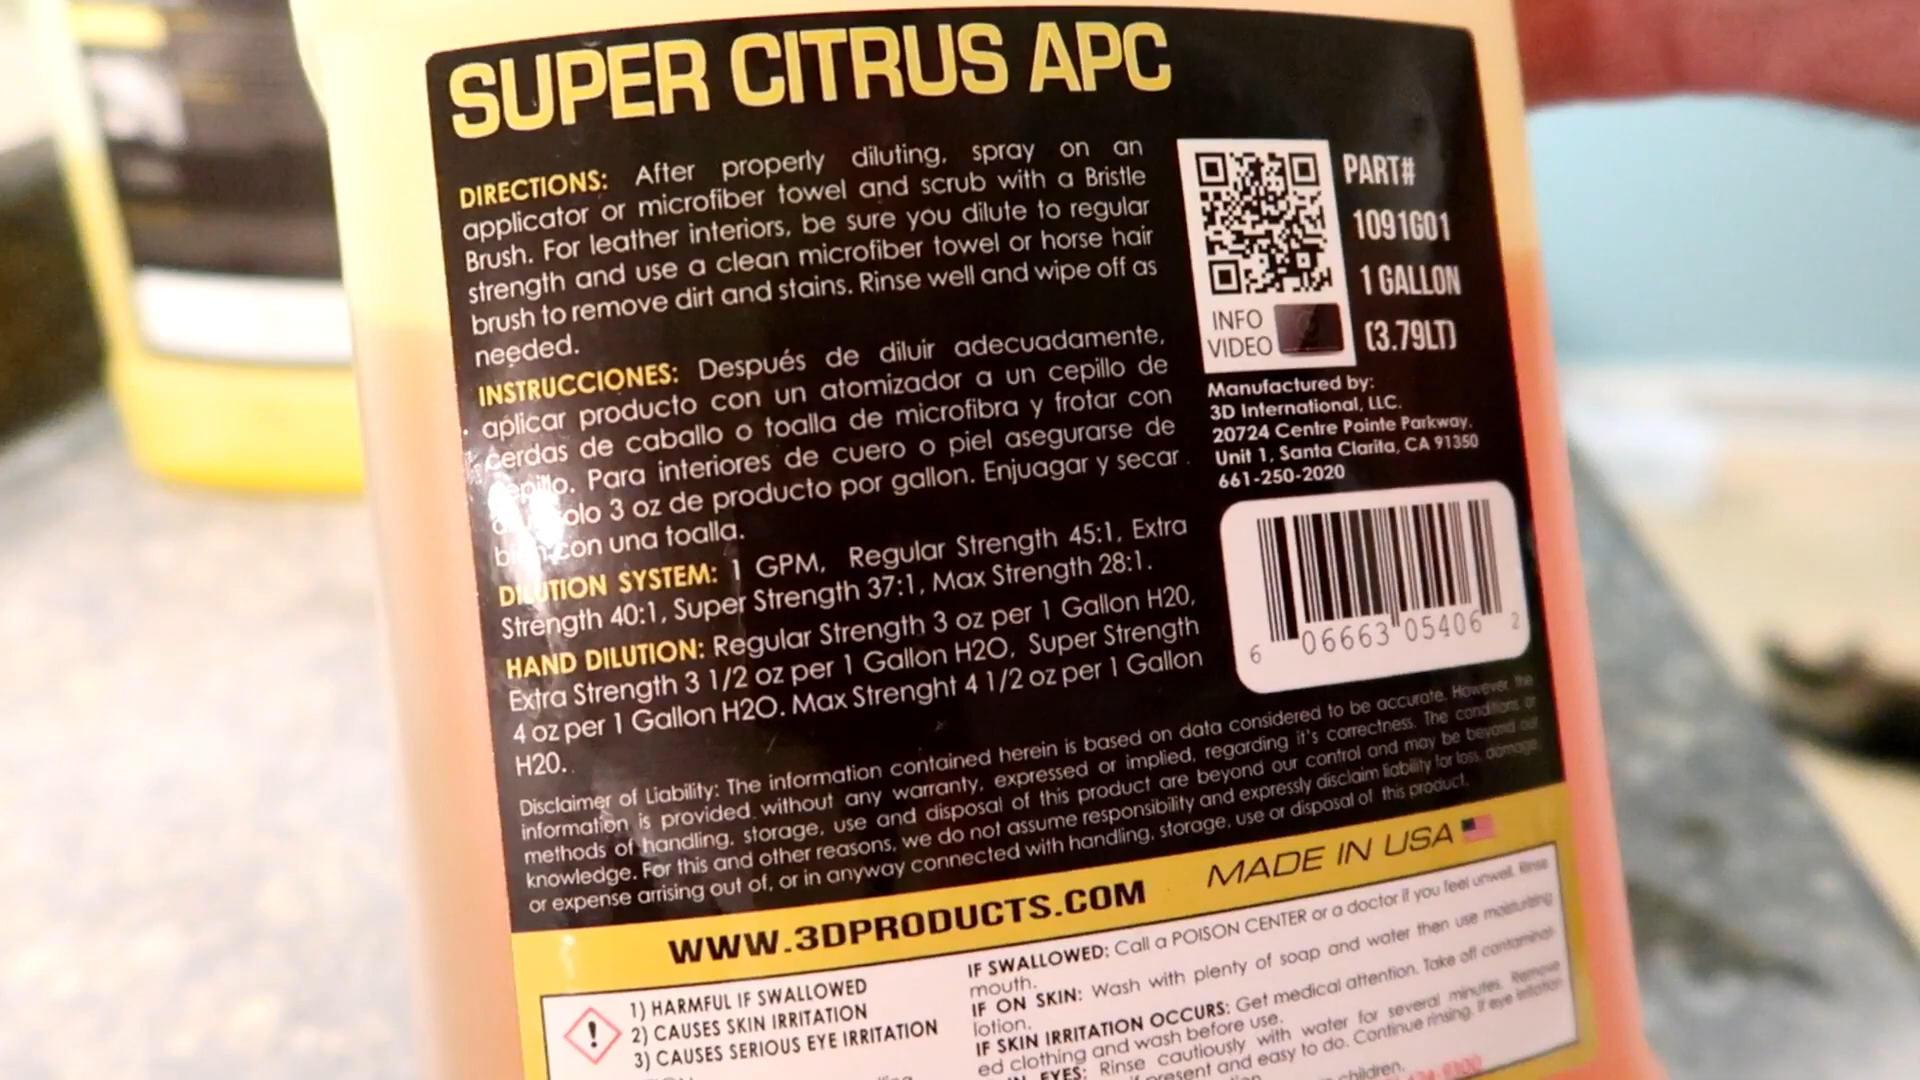 SUPER CITRUS APC
DIRECTIONS: After properly diluting, spray on an
applicator or microfiber towel and scrub with a Bristle
Brush. For leather interiors, be sure you dilute to regular
strength and use a clean microfiber towel or horse hair
brush to remove dirt and stains. Rinse well and wipe off as
needed.
INSTRUCCIONES: Después de diluir adecuadamente,
aplicar producto con un atomizador a un cepillo de
cerdas de caballo o toalla de microfibra y frotar con
cepillo. Para interiores de cuero o piel asegurarse de
3 oz de producto por gallon. Enjuagar y secar
con una toalla.
DILUTION SYSTEM: 1 GPM, Regular Strength 45:1, Extra
Strength 40:1, Super Strength 37:1, Max Strength 28:1.
HAND DILUTION: Regular Strength 3 oz per 1 Gallon H20,
Extra Strength 3 1/2 oz per 1 Gallon H2O, Super Strength
4 oz per 1 Gallon H2O. Max Strenght 4 1/2 oz per 1 Gallon
H20.
PART#
1091G01
1 GALLON
(3.79LT)
INFO
VIDEO
Manufactured by:
3D International, LLC.
20724 Centre Pointe Parkway.
Unit 1, Santa Clarita, CA 91350
661-250-2020
6 06663 05406 2
Disclaimer of Liability: The information contained herein is based on data considered to be accurate. However, the
information is provided without any warranty, expressed or implied, regarding it's correctness. The conditions or
methods of handling, storage, use and disposal of this product are beyond our control and may be beyond our
knowledge. For this and other reasons, we do not assume responsibility and expressly disclaim liability for loss, damage,
or expense arrising out of, or in anyway connected with handling, storage, use or disposal of this product.
WWW.3DPRODUCTS.COM
MADE IN USA
1) HARMFUL IF SWALLOWED
2) CAUSES SKIN IRRITATION
3) CAUSES SERIOUS EYE IRRITATION
IF SWALLOWED: Call a POISON CENTER or a doctor if you feel unwell. Rinse
mouth.
IF ON SKIN: Wash with plenty of soap and water then use moisturizing
lotion.
IF SKIN IRRITATION OCCURS: Get medical attention. Take off contaminat-
ed clothing and wash before use.
EYES: Rinse cautiously with water for several minutes. Remove
present and easy to do. Continue rinsing. If eye irritation
children.